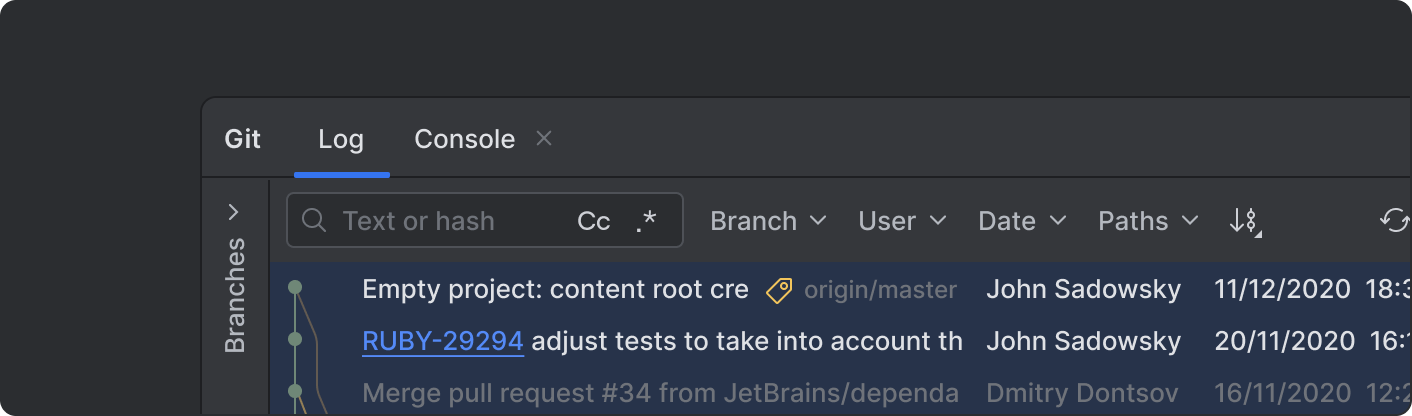 Git Log Console
Text or hash Cc .* Branch User Date Paths
Branches
Empty project: content root cre origin/master John Sadowsky 11/12/2020 18:3
RUBY-29294 adjust tests to take into account th John Sadowsky 20/11/2020 16:
Merge pull request #34 from JetBrains/dependa Dmitry Dontsov 16/11/2020 12:2